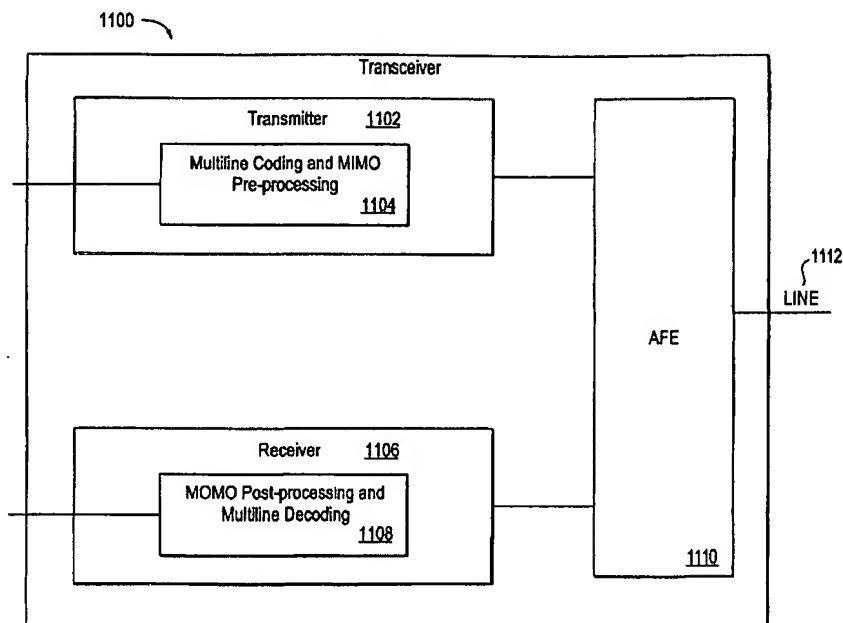 1100
Transceiver
Transmitter 1102
Multiline Coding and MIMO
Pre-processing
1104
1112
LINE
AFE
Receiver 1106
MOMO Post-processing and
Multiline Decoding
1108
1110